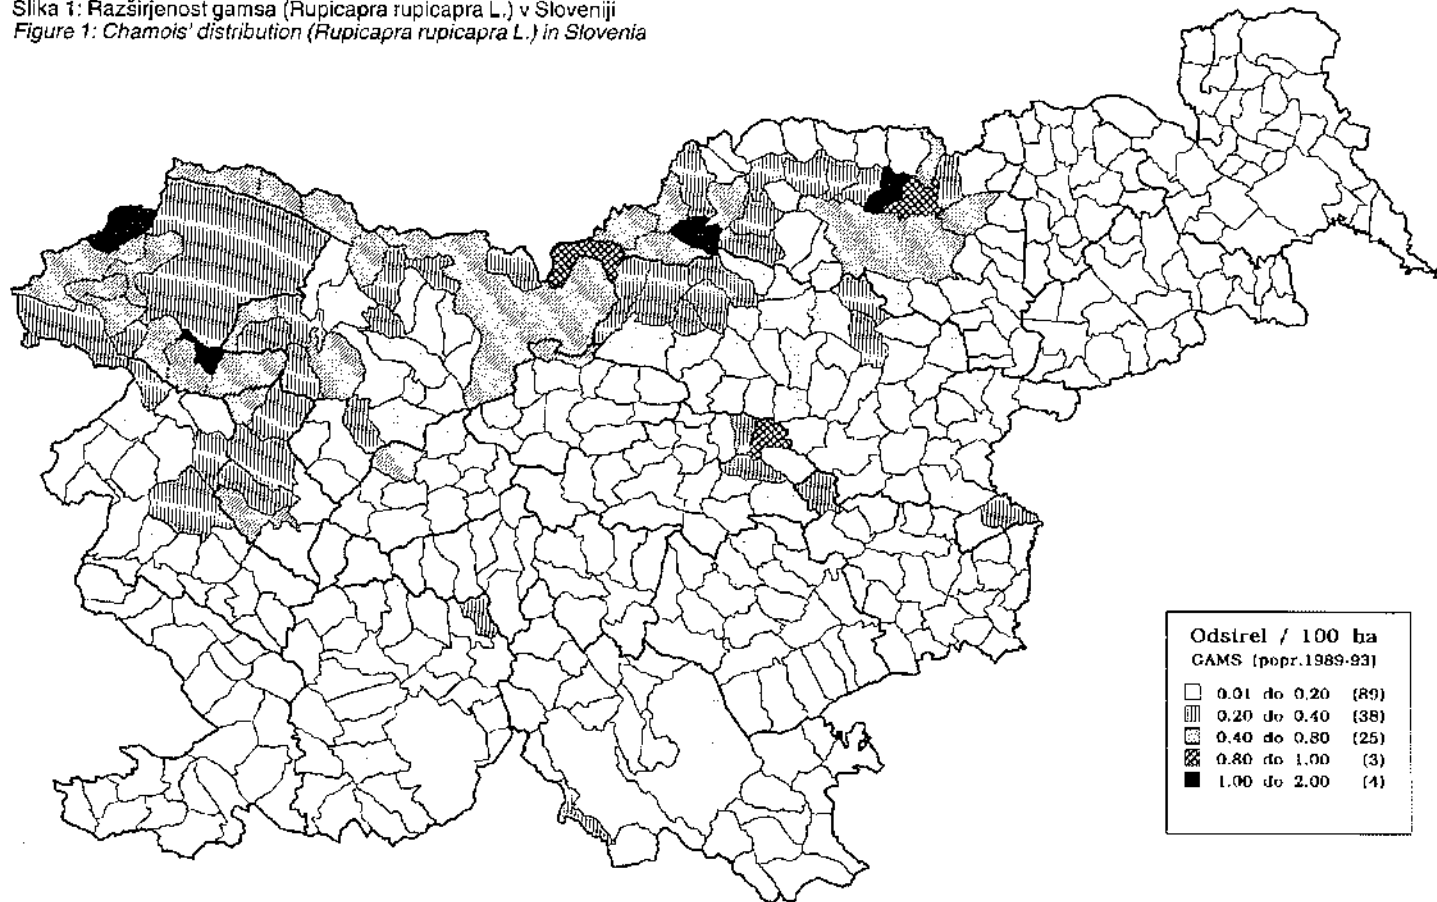 Slika 1: Razširjenost gamsa (Rupicapra rupicapra L.) v Sloveniji
Figure 1: Chamois' distribution (Rupicapra rupicapra L.) in Slovenia
Odstrel / 100 ha
GAMS (popr.1989-93)
0.01 do 0.20 (89)
0.20 do 0.40 (38)
0.40 do 0.80 (25)
0.80 do 1.00 (3)
1.00 do 2.00 (4)